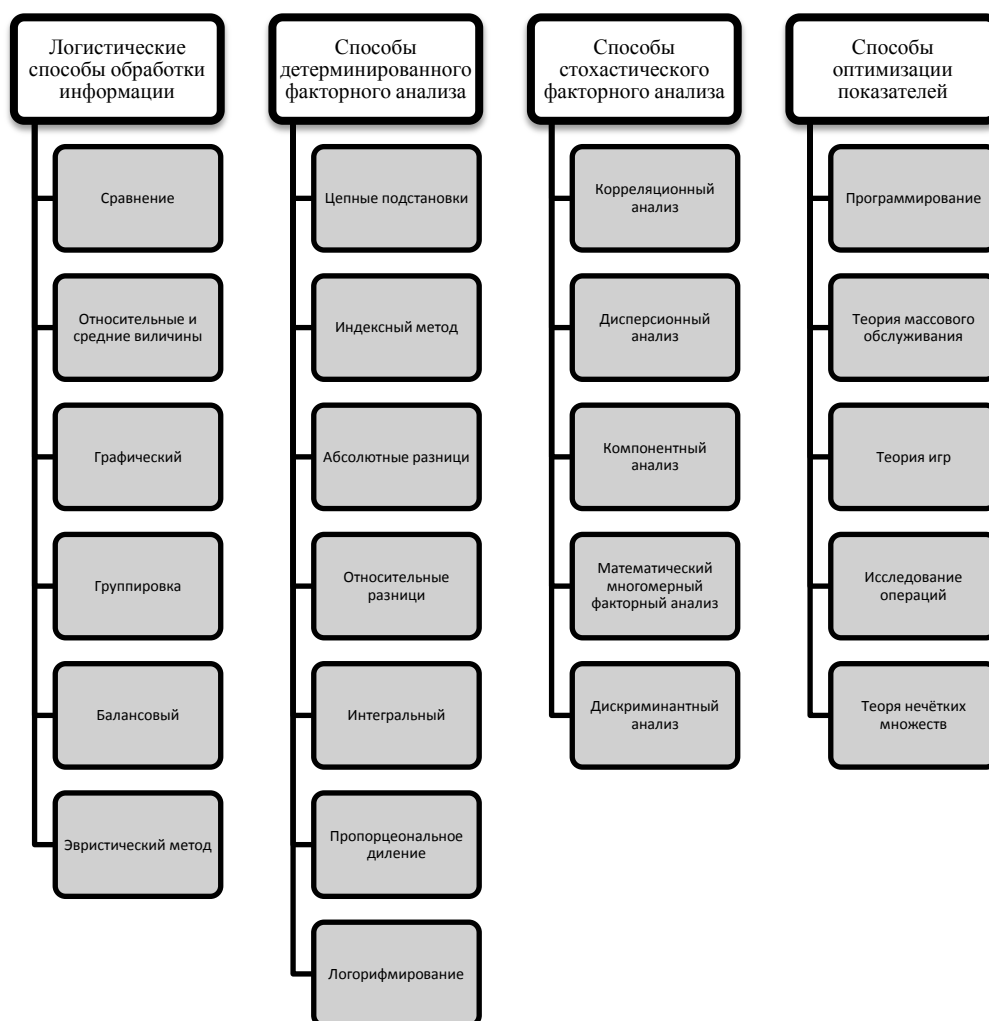 Логистические
способы обработки
информации
Сравнение
Относительные и
средние виличины
Графический
Группировка
Балансовый
Эвристический метод
Способы
детерминированного
факторного анализа
Цепные подстановки
Индексный метод
Абсолютные разници
Относительные
разници
Интегральный
Пропорцеональное
диление
Логорифмирование
Способы
стохастического
факторного анализа
Корреляционный
анализ
Дисперсионный
анализ
Компонентный
анализ
Математический
многомерный
факторный анализ
Дискриминантный
анализ
Способы
оптимизации
показателей
Программирование
Теория массового
обслуживания
Теория игр
Исследование
операций
Теоря нечётких
множеств